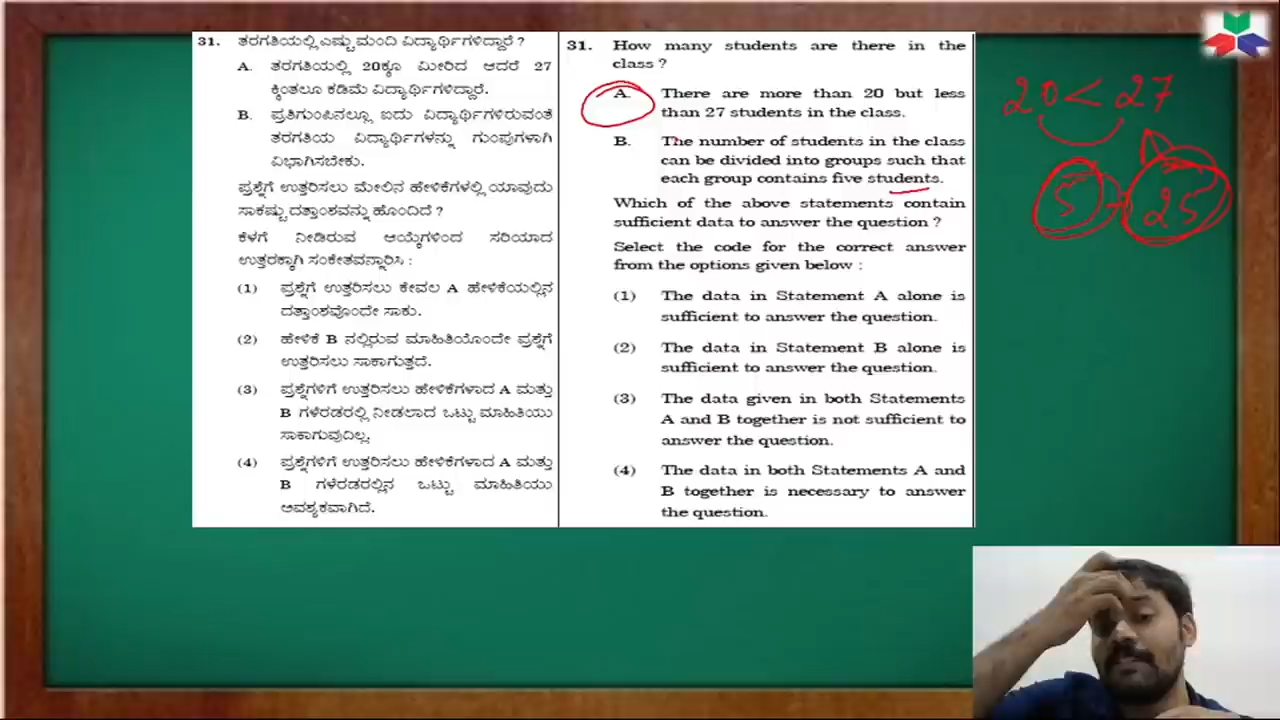 31. ತರಗತಿಯಲ್ಲಿ ಎಷ್ಟು ಮಂದಿ ವಿದ್ಯಾರ್ಥಿಗಳಿದ್ದಾರೆ ?
A. ತರಗತಿಯಲ್ಲಿ 20ಕ್ಕೂ ಮೀರಿದ ಆದರೆ 27
ಕ್ಕಿಂತಲೂ ಕಡಿಮೆ ವಿದ್ಯಾರ್ಥಿಗಳಿದ್ದಾರೆ.
B. ಪ್ರತಿಗುಂಪಿನಲ್ಲೂ ಐದು ವಿದ್ಯಾರ್ಥಿಗಳಿರುವಂತೆ
ತರಗತಿಯ ವಿದ್ಯಾರ್ಥಿಗಳನ್ನು ಗುಂಪುಗಳಾಗಿ
ವಿಭಾಗಿಸಬೇಕು.
ಪ್ರಶ್ನೆಗೆ ಉತ್ತರಿಸಲು ಮೇಲಿನ ಹೇಳಿಕೆಗಳಲ್ಲಿ ಯಾವುದು
ಸಾಕಷ್ಟು ದತ್ತಾಂಶವನ್ನು ಹೊಂದಿದೆ ?
ಕೆಳಗೆ ನೀಡಿರುವ ಆಯ್ಕೆಗಳಿಂದ ಸರಿಯಾದ
ಉತ್ತರಕ್ಕಾಗಿ ಸಂಕೇತವನ್ನಾರಿಸಿ :
(1) ಪ್ರಶ್ನೆಗೆ ಉತ್ತರಿಸಲು ಕೇವಲ A ಹೇಳಿಕೆಯಲ್ಲಿನ
ದತ್ತಾಂಶವೊಂದೇ ಸಾಕು.
(2) ಹೇಳಿಕೆ B ನಲ್ಲಿರುವ ಮಾಹಿತಿಯೊಂದೇ ಪ್ರಶ್ನೆಗೆ
ಉತ್ತರಿಸಲು ಸಾಕಾಗುತ್ತದೆ.
(3) ಪ್ರಶ್ನೆಗಳಿಗೆ ಉತ್ತರಿಸಲು ಹೇಳಿಕೆಗಳಾದ A ಮತ್ತು
B ಗಳೆರಡರಲ್ಲಿ ನೀಡಲಾದ ಒಟ್ಟು ಮಾಹಿತಿಯು
ಸಾಕಾಗುವುದಿಲ್ಲ.
(4) ಪ್ರಶ್ನೆಗಳಿಗೆ ಉತ್ತರಿಸಲು ಹೇಳಿಕೆಗಳಾದ A ಮತ್ತು
B ಗಳೆರಡರಲ್ಲಿನ ಒಟ್ಟು ಮಾಹಿತಿಯು
ಅವಶ್ಯಕವಾಗಿದೆ.
31. How many students are there in the
class ?
A. There are more than 20 but less
than 27 students in the class.
B. The number of students in the class
can be divided into groups such that
each group contains five students.
Which of the above statements contain
sufficient data to answer the question ?
Select the code for the correct answer
from the options given below :
(1) The data in Statement A alone is
sufficient to answer the question.
(2) The data in Statement B alone is
sufficient to answer the question.
(3) The data given in both Statements
A and B together is not sufficient to
answer the question.
(4) The data in both Statements A and
B together is necessary to answer
the question.
20 < 27
5 25